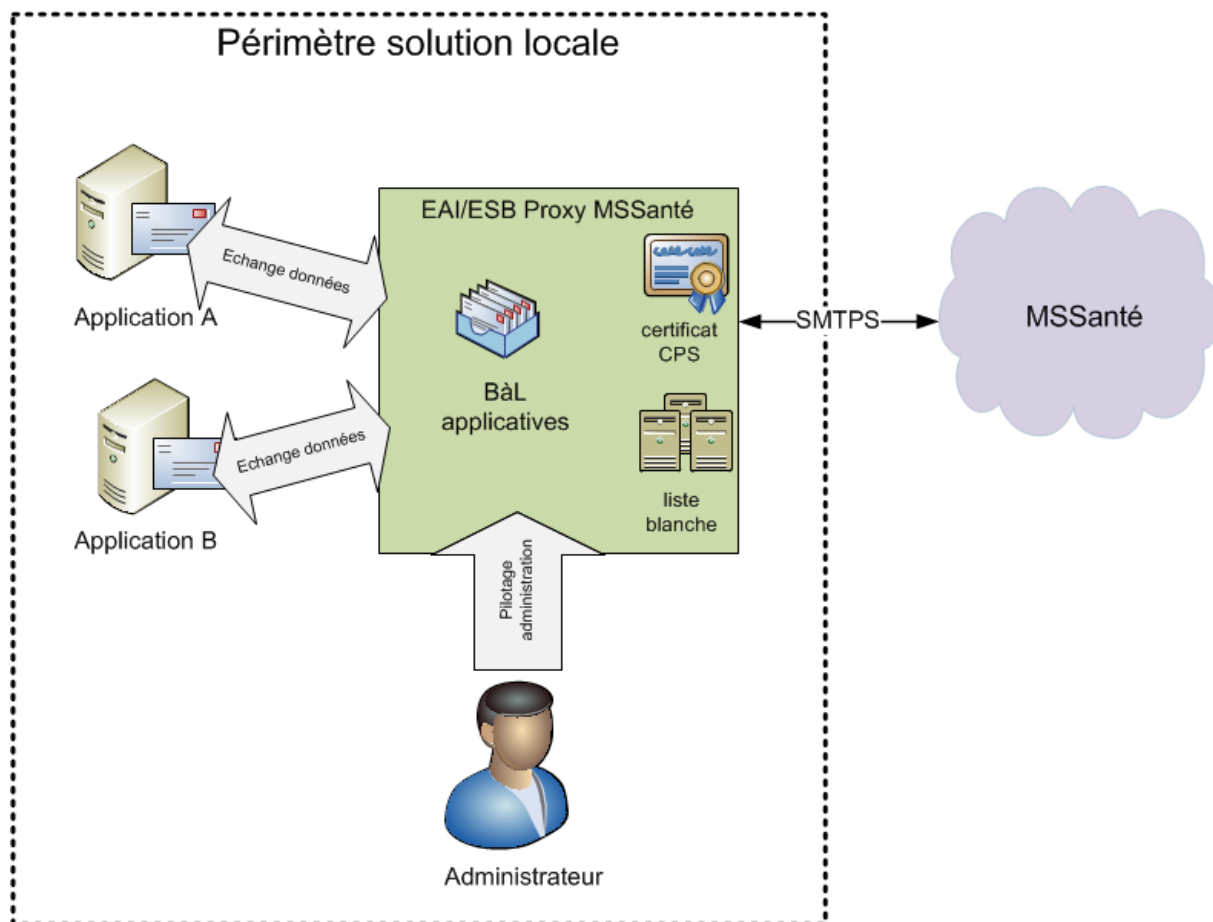 Périmètre solution locale
EAI/ESB Proxy MSSanté
Echange données
Application A
certificat
CPS
SMTPS
MSSanté
BàL
applicatives
Echange données
liste
blanche
Application B
Pilotage
administration
Administrateur